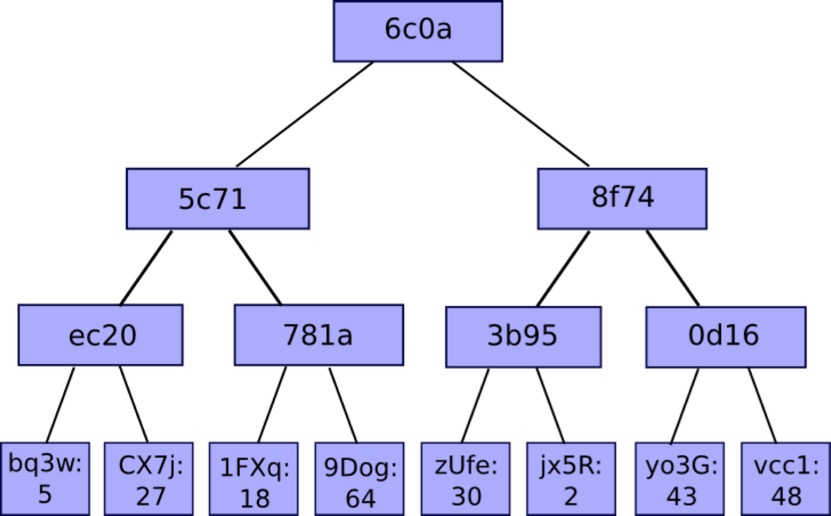 6c0a
5c71
8f74
ec20
781a
3b95
0d16
bq3w:
5
CX7j:
27
1FXq:
18
9Dog:
64
zUfe:
30
jx5R:
2
yo3G:
43
vcc1:
48